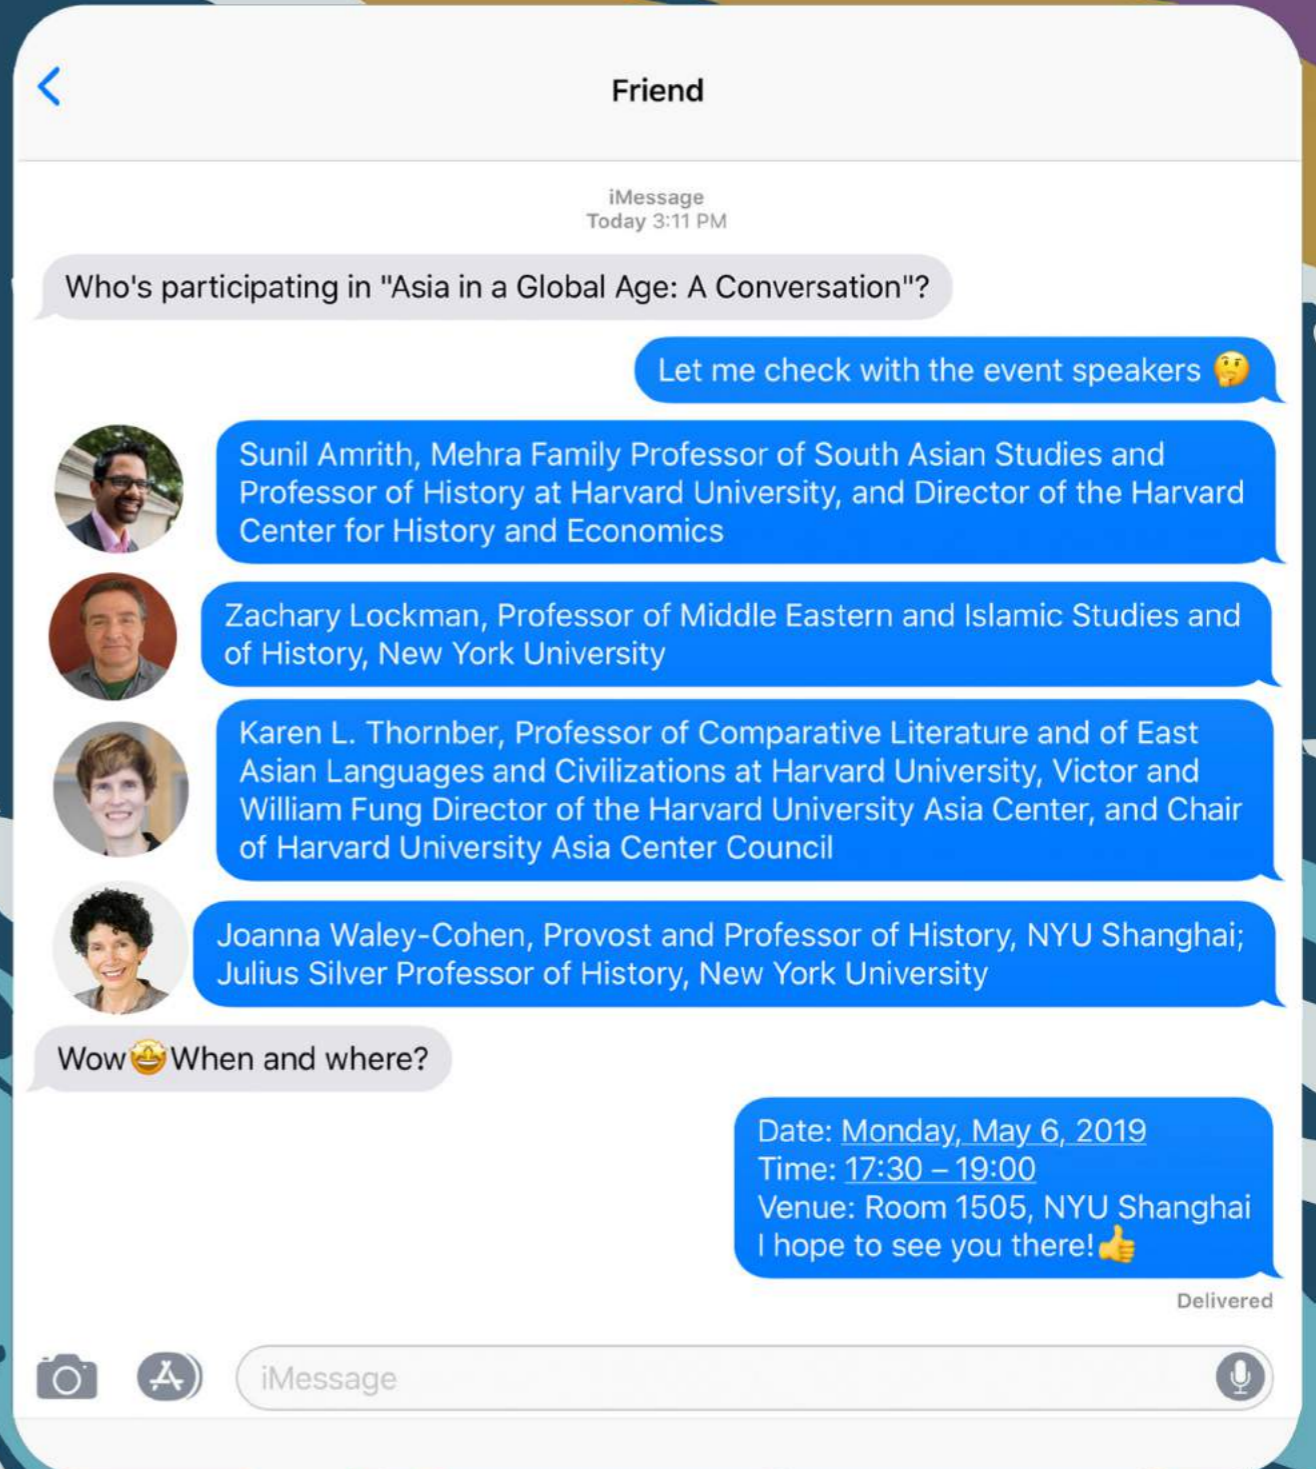 Friend
iMessage
Today 3:11 PM
Who's participating in "Asia in a Global Age: A Conversation"?
Let me check with the event speakers 🤔
Sunil Amrith, Mehra Family Professor of South Asian Studies and
Professor of History at Harvard University, and Director of the Harvard
Center for History and Economics
Zachary Lockman, Professor of Middle Eastern and Islamic Studies and
of History, New York University
Karen L. Thornber, Professor of Comparative Literature and of East
Asian Languages and Civilizations at Harvard University, Victor and
William Fung Director of the Harvard University Asia Center, and Chair
of Harvard University Asia Center Council
Joanna Waley-Cohen, Provost and Professor of History, NYU Shanghai;
Julius Silver Professor of History, New York University
Wow🤩When and where?
Date: Monday, May 6, 2019
Time: 17:30 – 19:00
Venue: Room 1505, NYU Shanghai
I hope to see you there!👍
Delivered
iMessage